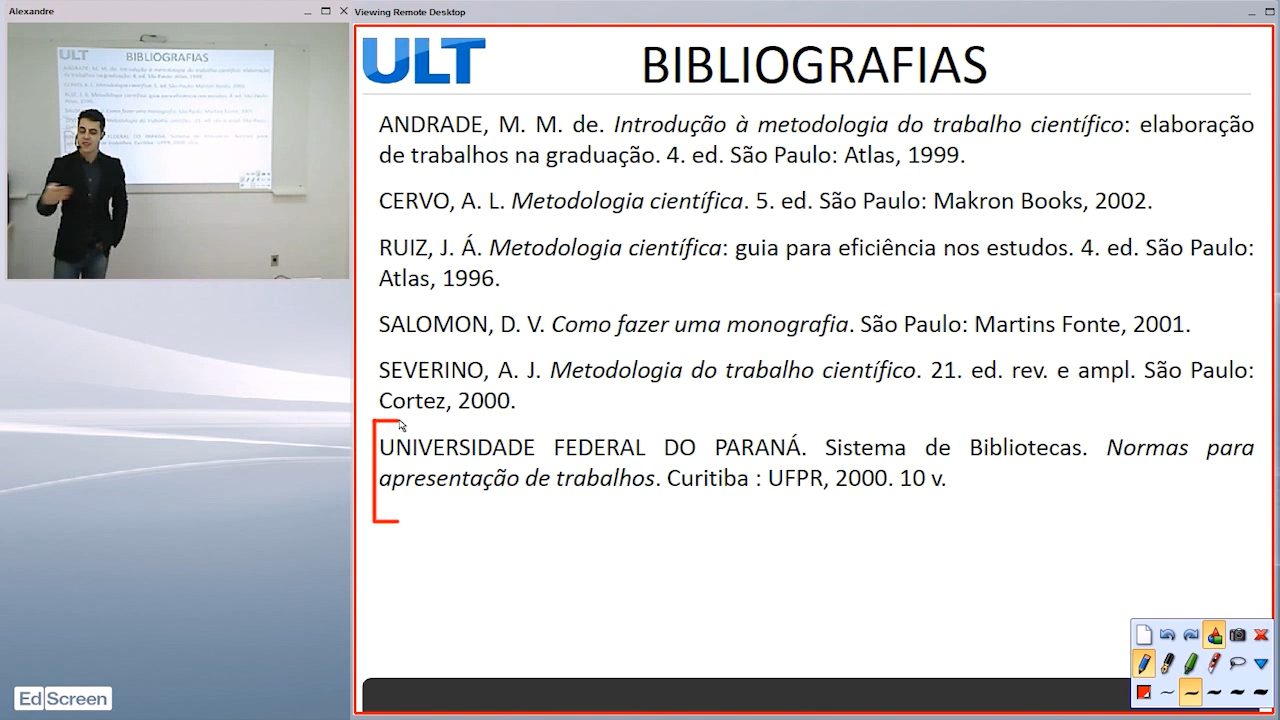 Alexandre
Viewing Remote Desktop
ULT
BIBLIOGRAFIAS
ULT
BIBLIOGRAFIAS
ANDRADE, M. M. de. Introdução à metodologia do trabalho científico: elaboração
de trabalhos na graduação. 4. ed. São Paulo: Atlas, 1999.
CERVO, A. L. Metodologia científica. 5. ed. São Paulo: Makron Books, 2002.
RUIZ, J. Á. Metodologia científica: guia para eficiência nos estudos. 4. ed. São Paulo:
Atlas, 1996.
SALOMON, D. V. Como fazer uma monografia. São Paulo: Martins Fonte, 2001.
SEVERINO, A. J. Metodologia do trabalho científico. 21. ed. rev. e ampl. São Paulo:
Cortez, 2000.
UNIVERSIDADE FEDERAL DO PARANÁ. Sistema de Bibliotecas. Normas para
apresentação de trabalhos. Curitiba : UFPR, 2000. 10 v.
Ed Screen